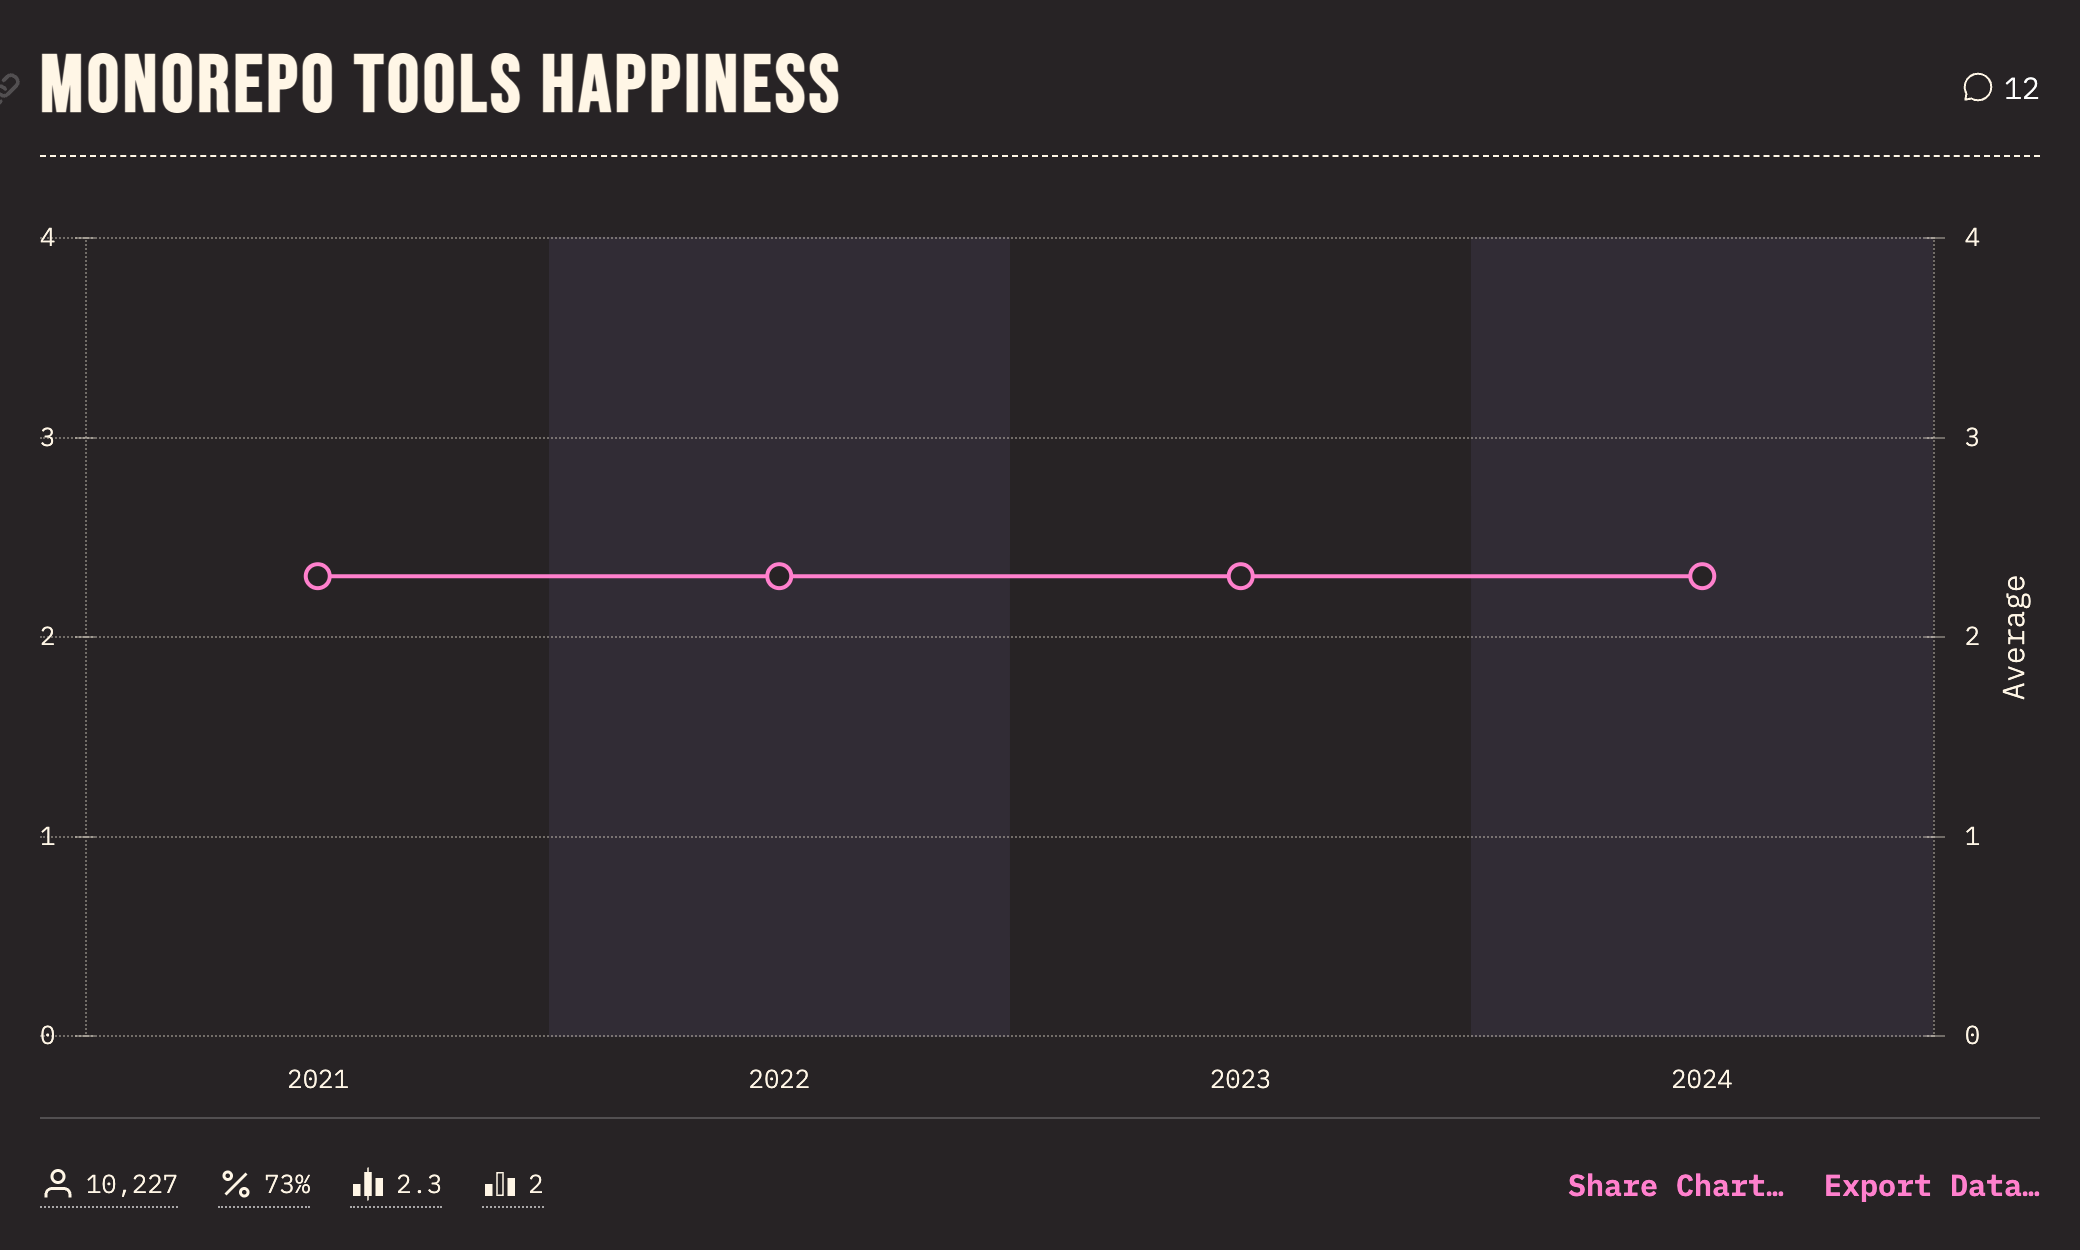 MONOREPO TOOLS HAPPINESS
12
4 4
3 3
2 2
1 1
0 0
Average
2021 2022 2023 2024
10,227 73% 2.3 2 Share Chart… Export Data…